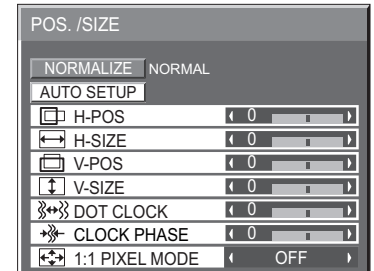 POS. /SIZE
NORMALIZE NORMAL
AUTO SETUP
H-POS 0
H-SIZE 0
V-POS 0
V-SIZE 0
DOT CLOCK 0
CLOCK PHASE 0
1:1 PIXEL MODE OFF